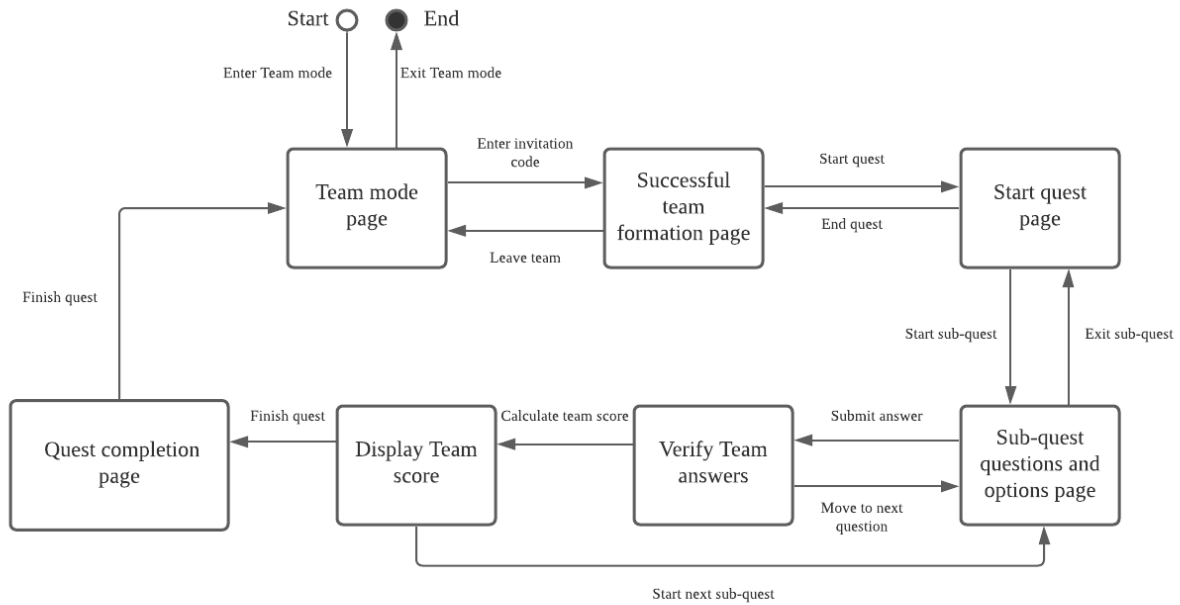 Start
End
Enter Team mode
Exit Team mode
Enter invitation
code
Start quest
Team mode
page
Successful
team
formation page
Start quest
page
End quest
Leave team
Finish quest
Start sub-quest
Exit sub-quest
Finish quest
Calculate team score
Submit answer
Quest completion
page
Display Team
score
Verify Team
answers
Sub-quest
questions and
options page
Move to next
question
Start next sub-quest